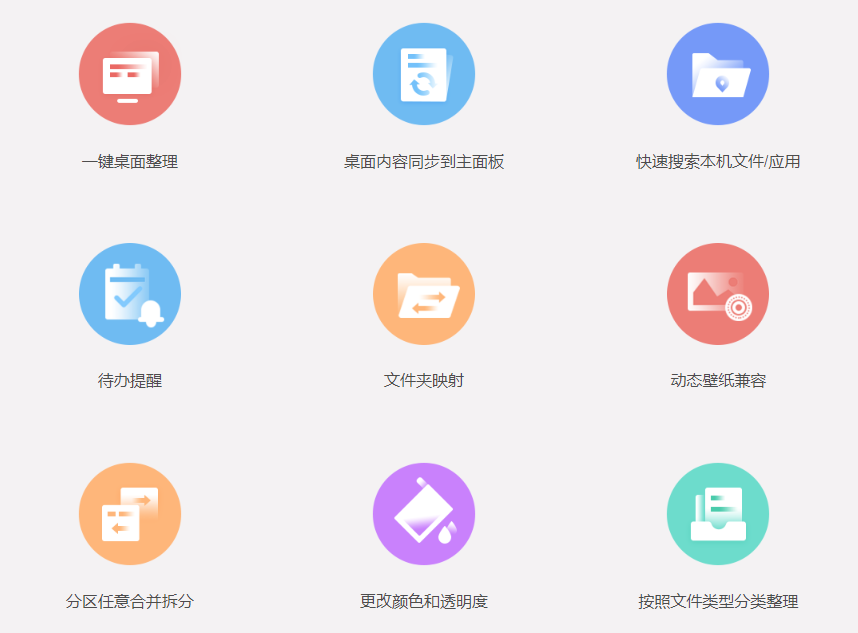 一键桌面整理
桌面内容同步到主面板
快速搜索本机文件/应用
待办提醒
文件夹映射
动态壁纸兼容
分区任意合并拆分
更改颜色和透明度
按照文件类型分类整理